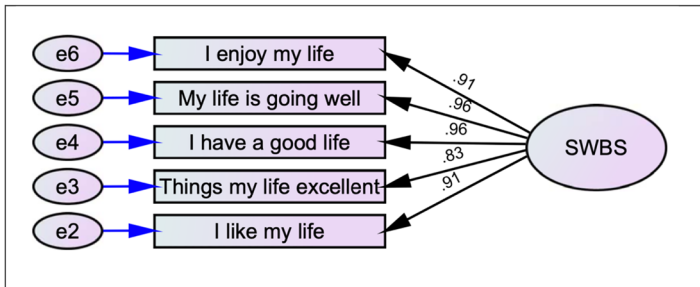 e6 I enjoy my life .91
e5 My life is going well .96
e4 I have a good life .96 SWBS
e3 Things my life excellent .83
e2 I like my life .91